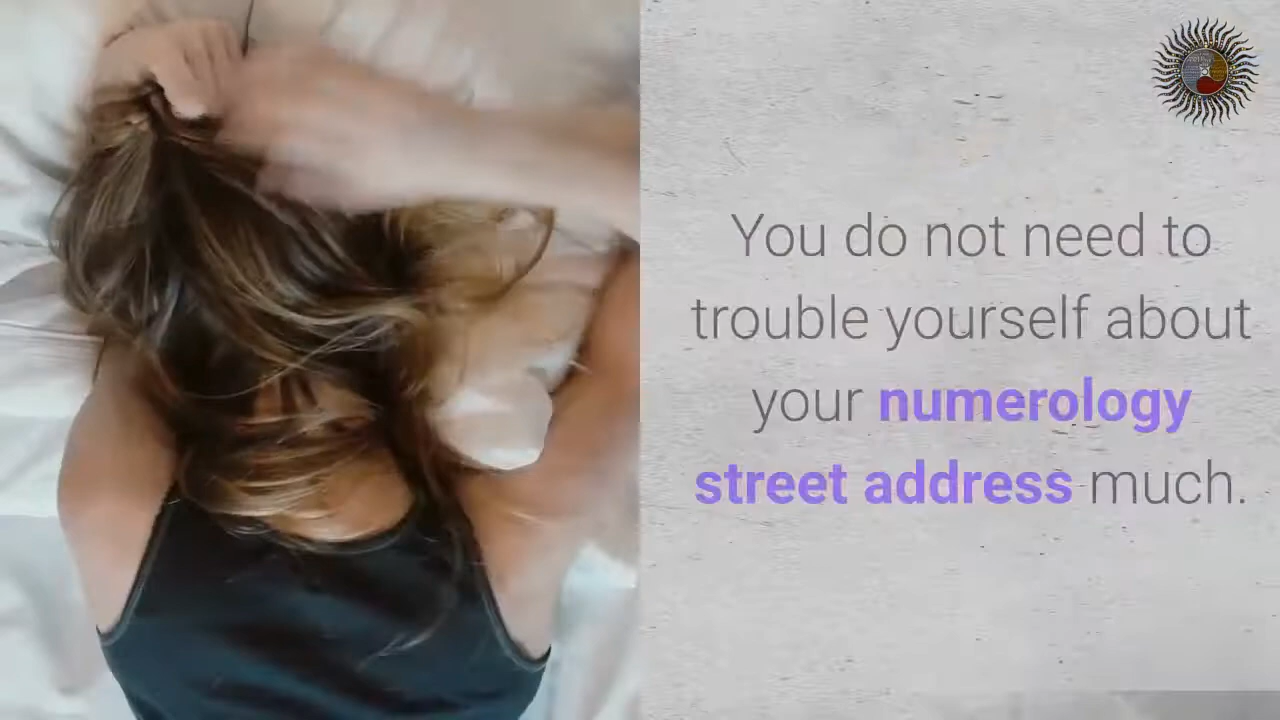 You do not need to
trouble yourself about
your numerology
street address much.